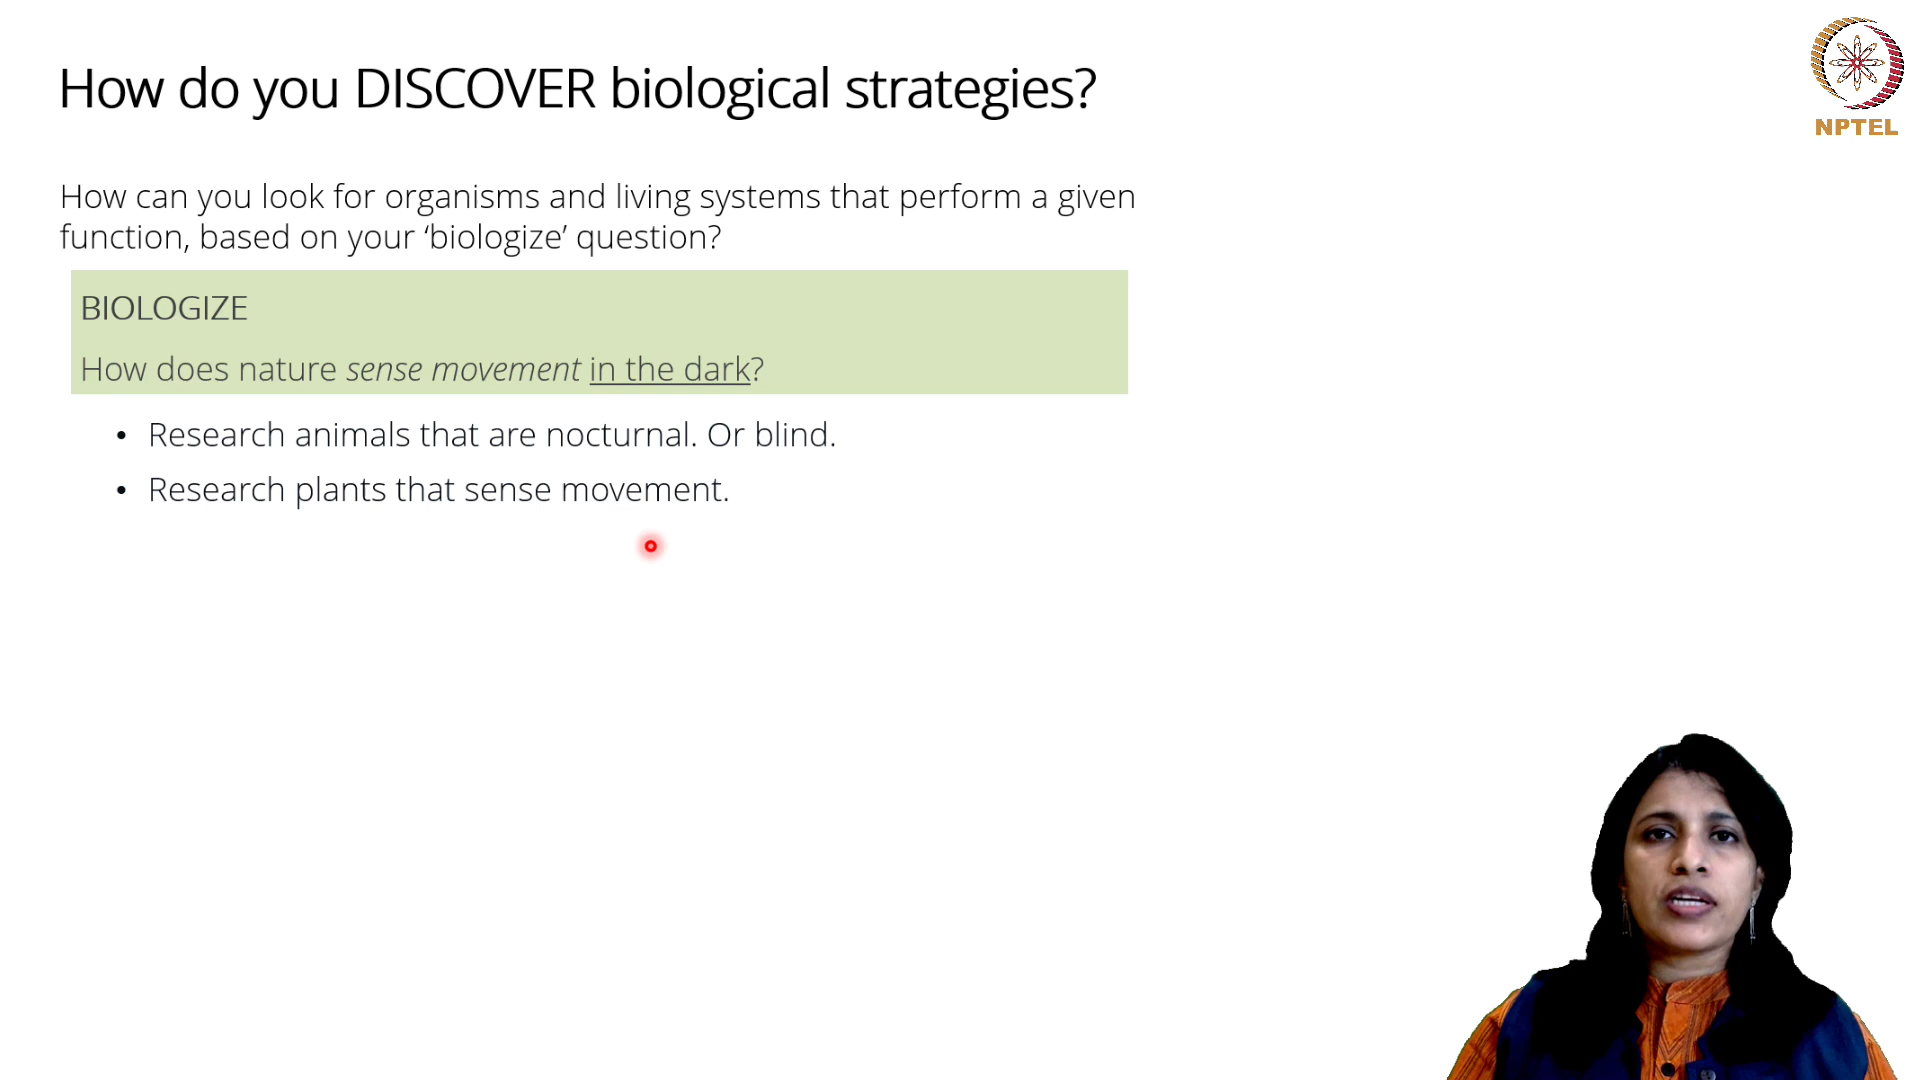 How do you DISCOVER biological strategies?
NPTEL
How can you look for organisms and living systems that perform a given
function, based on your ‘biologize’ question?
BIOLOGIZE
How does nature sense movement in the dark?
• Research animals that are nocturnal. Or blind.
• Research plants that sense movement.